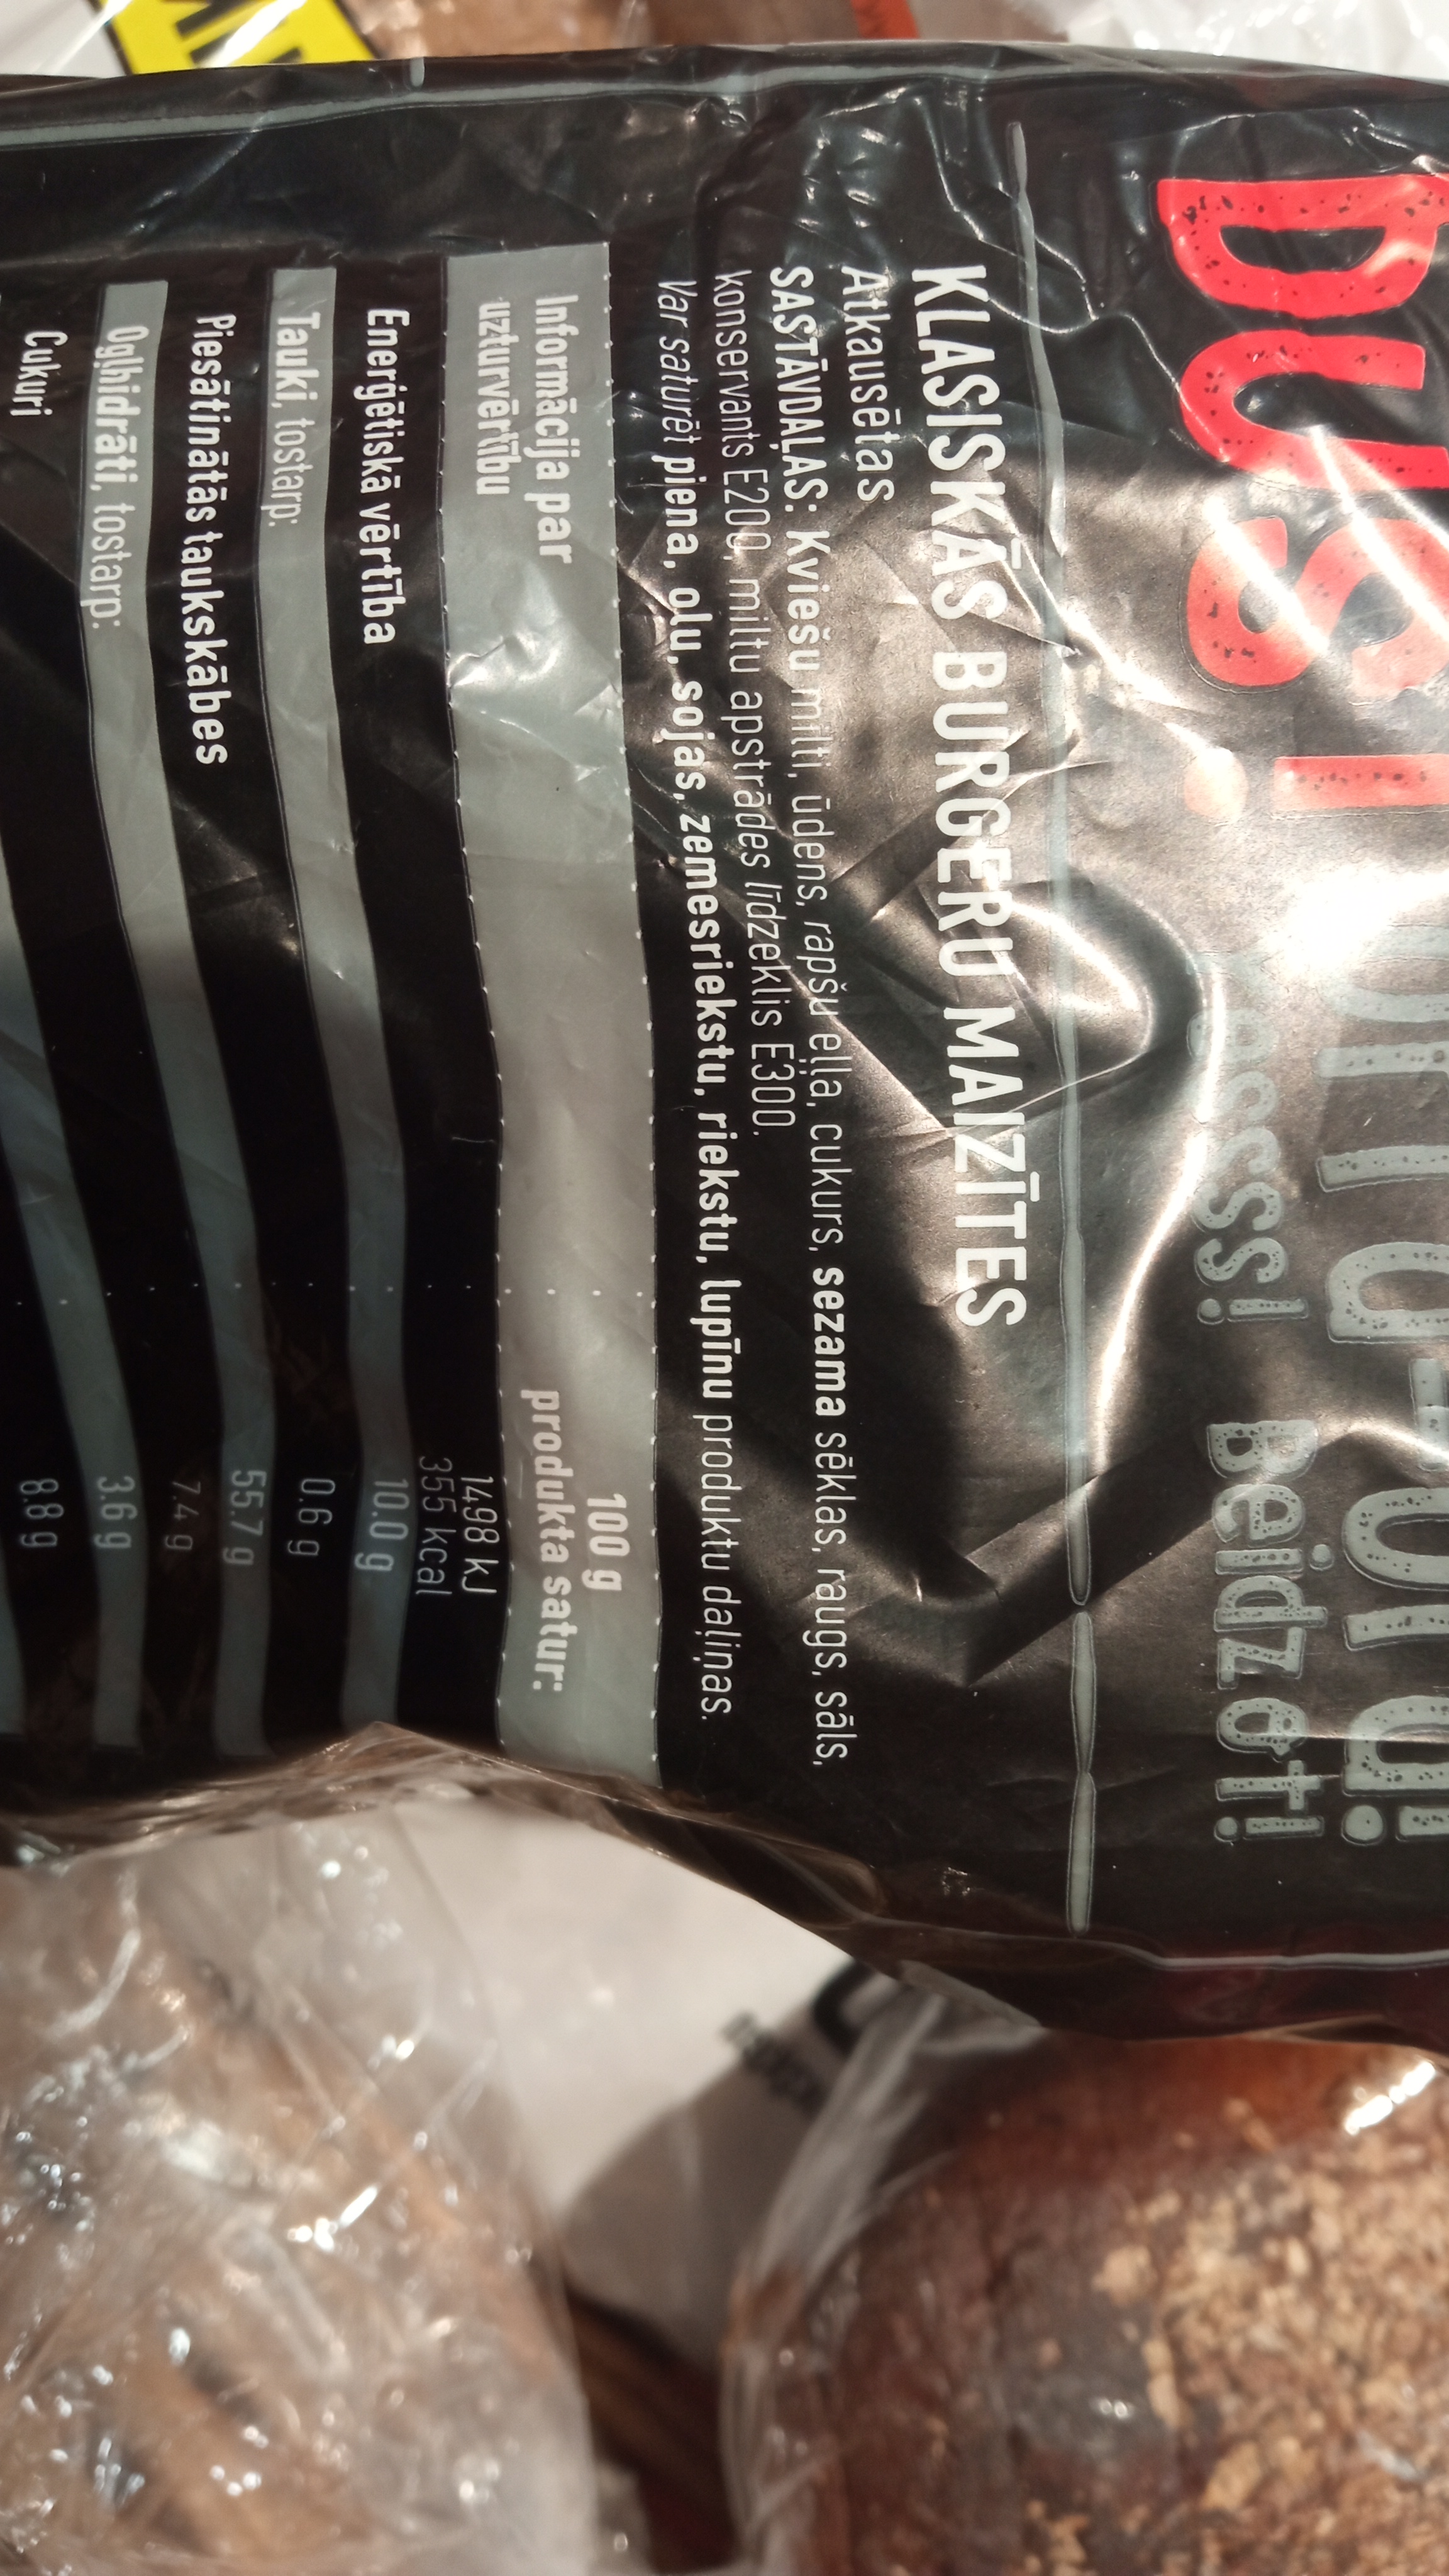 BŪS!
Beidzot!
KLASISKĀS BURGERU MAIZĪTES
Atkausētas
SASTĀVDAĻAS: Kviešu milti, ūdens, rapšu eļļa, cukurs, sezama sēklas, raugs, sāls,
konservants E200, miltu apstrādes līdzeklis E300.
Var saturēt piena, olu, sojas, zemesriekstu, riekstu, lupīnu produktu daļiņas.
Informācija par uzturvērtību
100 g
produkta satur:
Enerģētiskā vērtība
1498 kJ
355 kcal
Tauki, tostarp:
10.0 g
Piesātinātās taukskābes
0.6 g
Ogļhidrāti, tostarp:
55.7 g
Cukuri
7.4 g
3.6 g
8.8 g